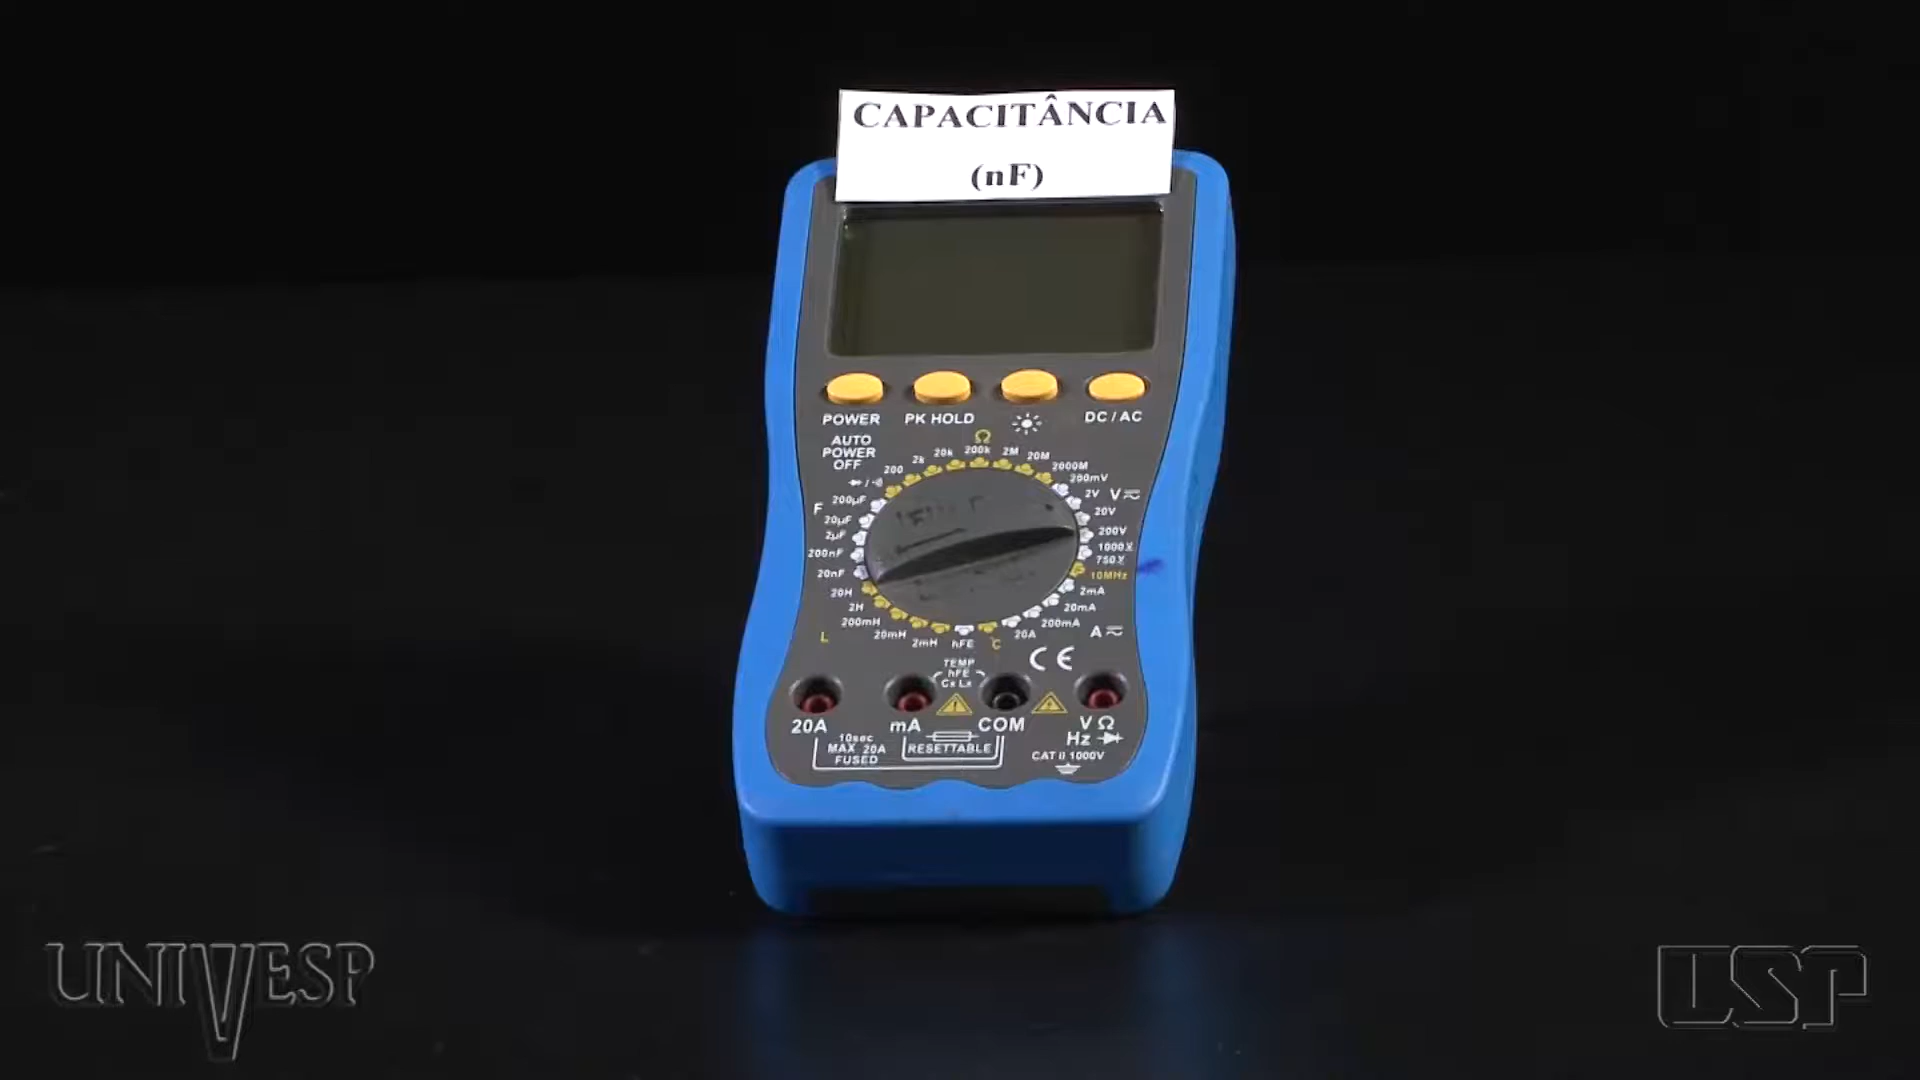 CAPACITÂNCIA
(nF)
POWER PK HOLD DC / AC
AUTO
POWER
OFF
Ω
200 2k 20k 200k 2M 20M 2000M
200mV
2V V
20V
200V
1000V
750V
10MHz
2mA
20mA
200mA
20A A
°C
hFE
F 200µF
20µF
2µF
200nF
20nF
20H
2H
200mH
20mH
2mH
L
CE
TEMP
hFE
Cx Lx
20A mA COM V Ω
Hz
10sec
MAX 20A
FUSED
RESETTABLE
CAT II 1000V
UNIVESP
USP